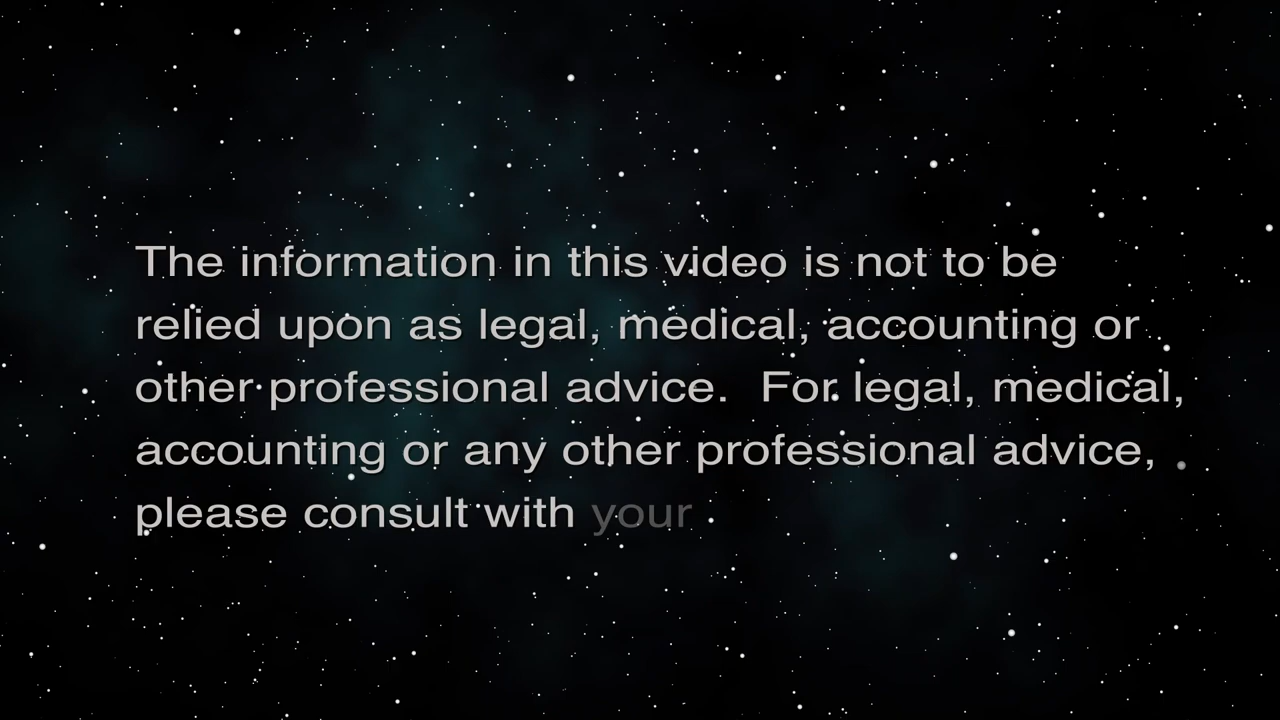 The information in this video is not to be
relied upon as legal, medical, accounting or
other professional advice.  For legal, medical,
accounting or any other professional advice,
please consult with your